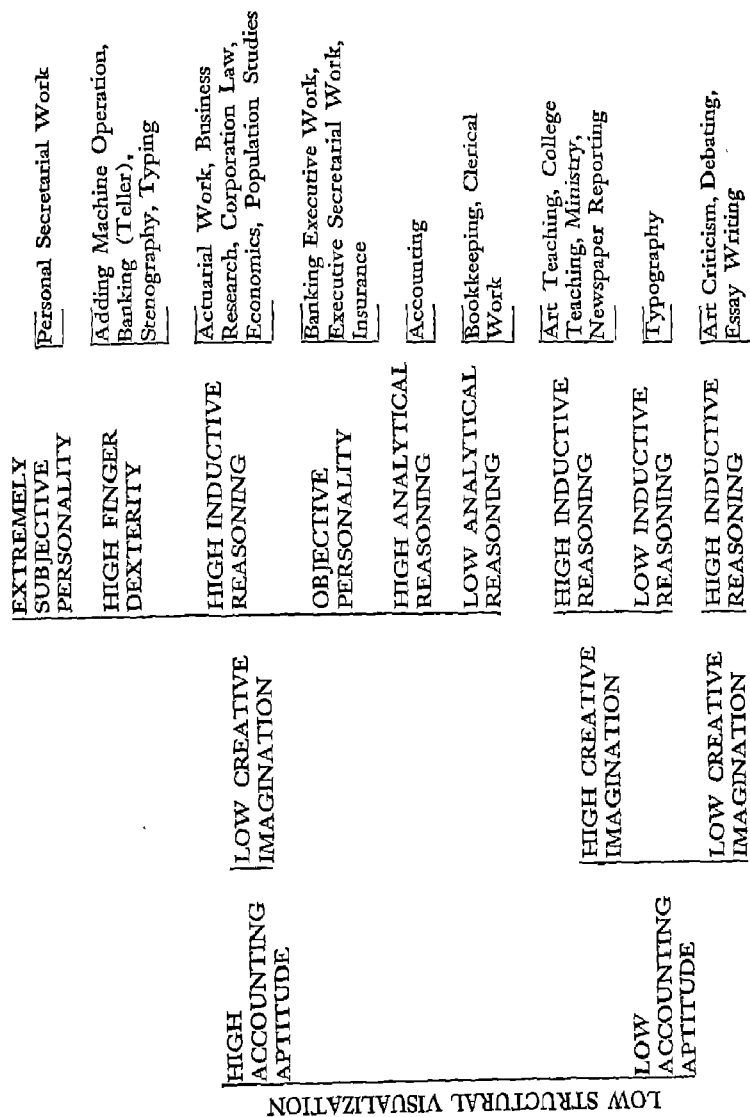 LOW STRUCTURAL VISUALIZATION
HIGH
ACCOUNTING
APTITUDE
LOW CREATIVE
IMAGINATION
EXTREMELY
SUBJECTIVE
PERSONALITY
Personal Secretarial Work
HIGH FINGER
DEXTERITY
Adding Machine Operation,
Banking (Teller),
Stenography, Typing
HIGH INDUCTIVE
REASONING
Actuarial Work, Business
Research, Corporation Law,
Economics, Population Studies
OBJECTIVE
PERSONALITY
Banking Executive Work,
Executive Secretarial Work,
Insurance
HIGH ANALYTICAL
REASONING
Accounting
LOW ANALYTICAL
REASONING
Bookkeeping, Clerical
Work
LOW
ACCOUNTING
APTITUDE
HIGH CREATIVE
IMAGINATION
HIGH INDUCTIVE
REASONING
Art Teaching, College
Teaching, Ministry,
Newspaper Reporting
LOW INDUCTIVE
REASONING
Typography
LOW CREATIVE
IMAGINATION
HIGH INDUCTIVE
REASONING
Art Criticism, Debating,
Essay Writing